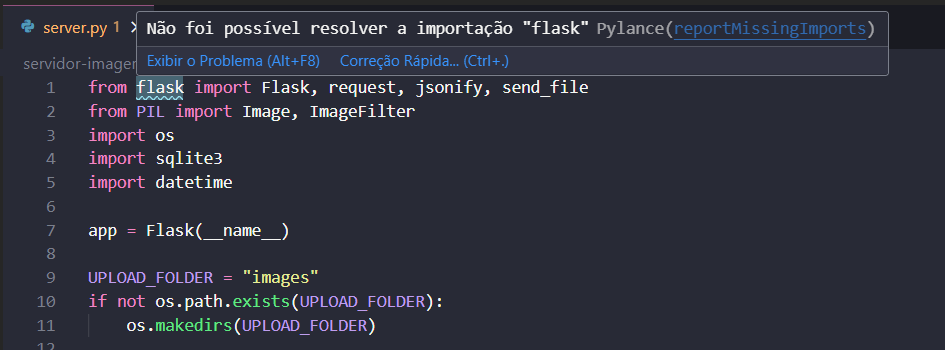 server.py 1
Não foi possível resolver a importação "flask" Pylance(reportMissingImports)
Exibir o Problema (Alt+F8) Correção Rápida... (Ctrl+.)
servidor-imagen
1 from flask import Flask, request, jsonify, send_file
2 from PIL import Image, ImageFilter
3 import os
4 import sqlite3
5 import datetime
6
7 app = Flask(__name__)
8
9 UPLOAD_FOLDER = "images"
10 if not os.path.exists(UPLOAD_FOLDER):
11 os.makedirs(UPLOAD_FOLDER)
12